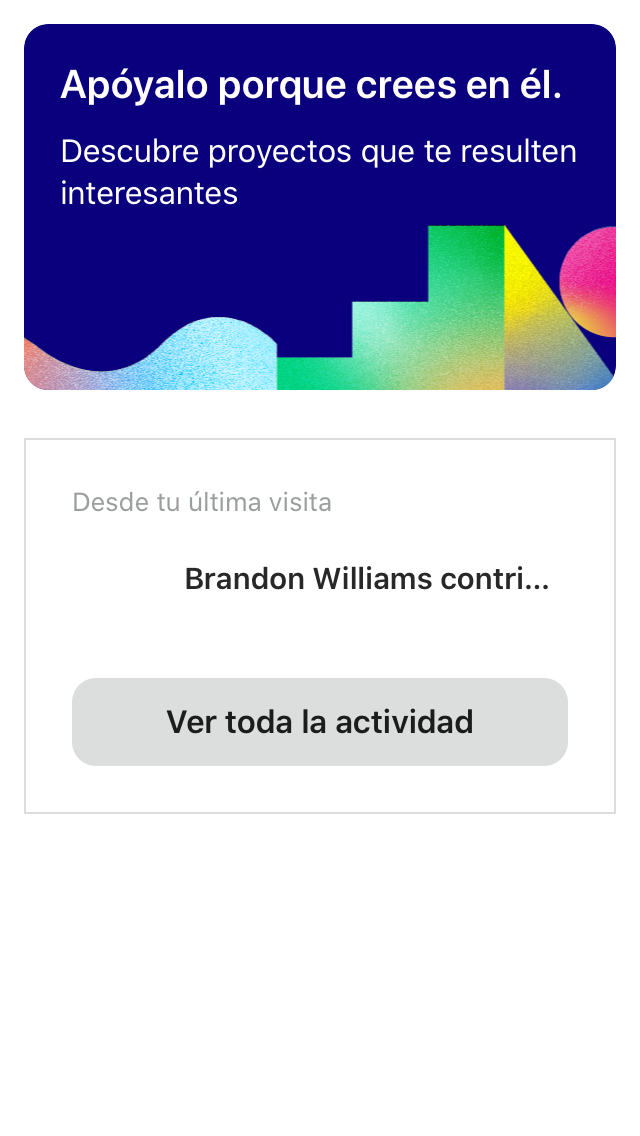 Apóyalo porque crees en él.
Descubre proyectos que te resulten
interesantes
Desde tu última visita
Brandon Williams contri...
Ver toda la actividad